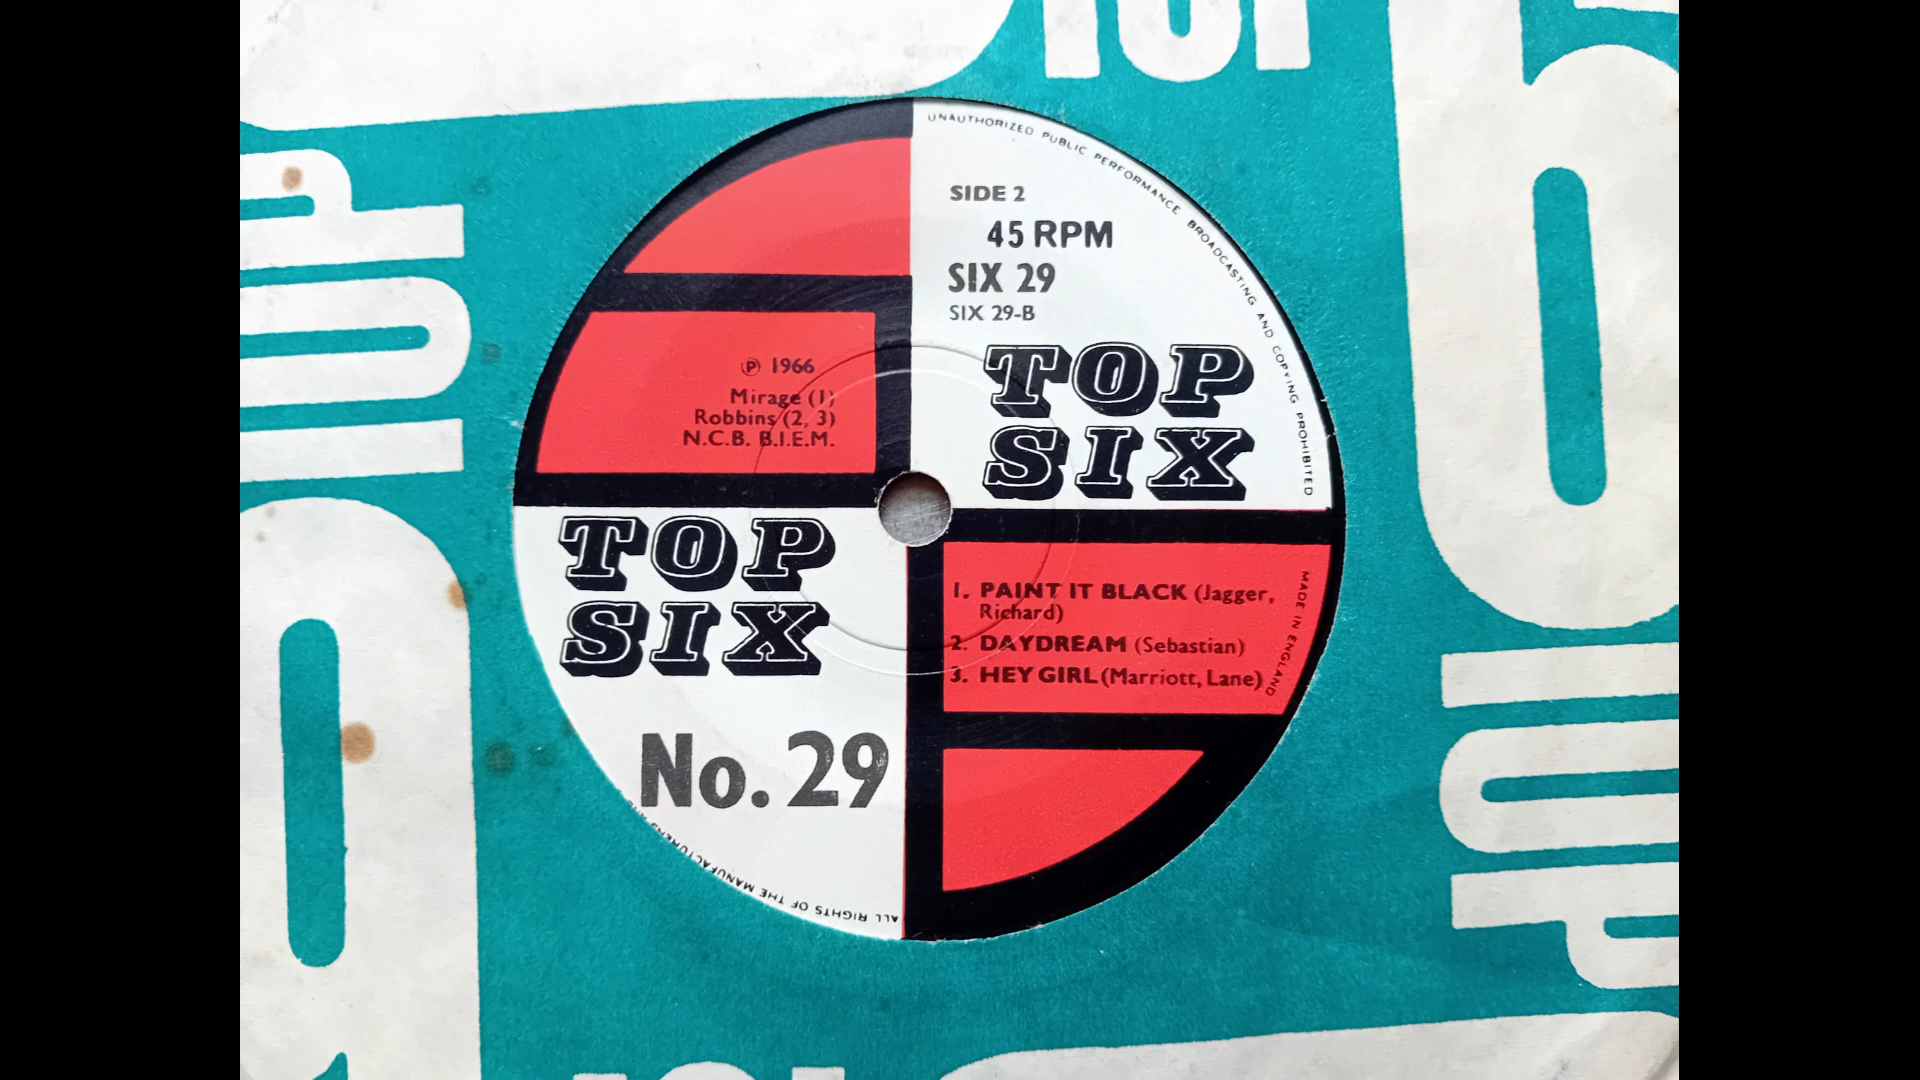 UNAUTHORIZED PUBLIC PERFORMANCE BROADCASTING AND COPYING PROHIBITED
SIDE 2
45 RPM
SIX 29
SIX 29-B
TOP
SIX
℗ 1966
Mirage (1)
Robbins (2, 3)
N.C.B. B.I.E.M.
TOP
SIX
No. 29
1. PAINT IT BLACK (Jagger,
Richard)
2. DAYDREAM (Sebastian)
3. HEY GIRL (Marriott, Lane)
MADE IN ENGLAND
ALL RIGHTS OF THE MANUFACTURERS